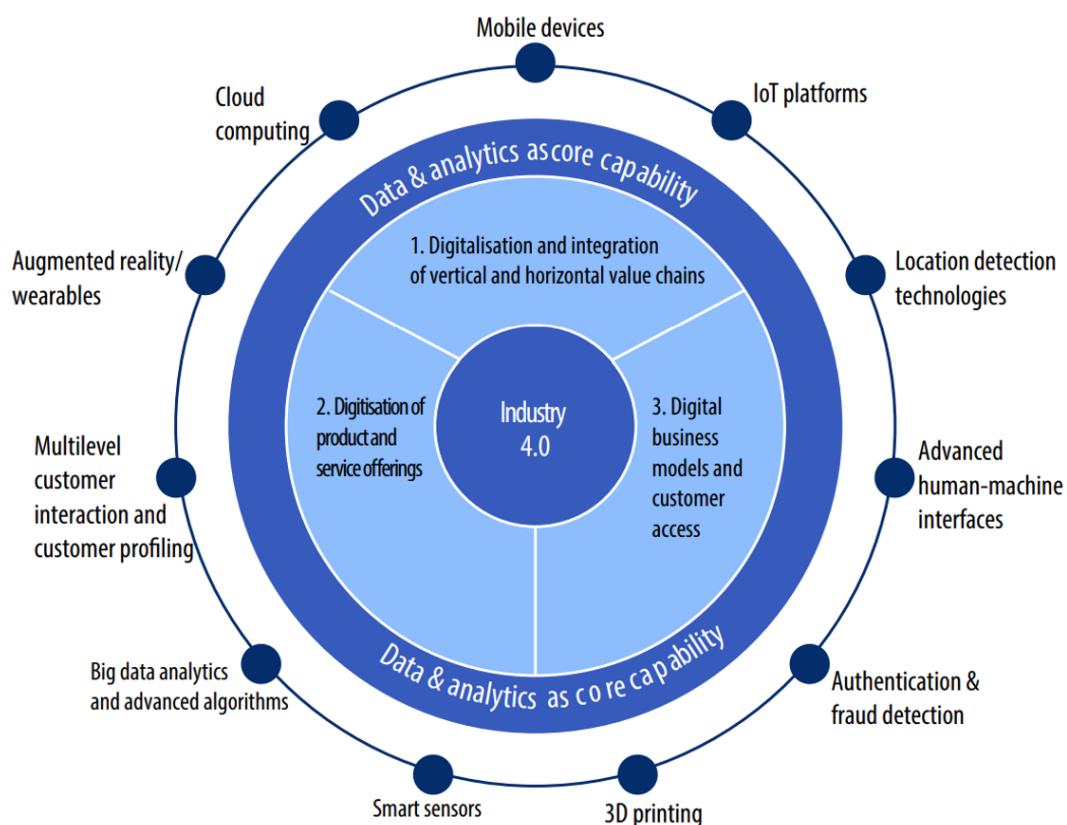 Mobile devices
IoT platforms
Cloud
computing
Data & analytics ascore capability
1. Digitalisation and integration
of vertical and horizontal value chains
Augmented reality/
wearables
Location detection
technologies
2. Digitisation of
product and
service offerings
Industry
4.0
3. Digital
business
models and
customer
access
Multilevel
customer
interaction and
customer profiling
Advanced
human-machine
interfaces
Data & analytics as core capability
Big data analytics
and advanced algorithms
Authentication &
fraud detection
Smart sensors
3D printing